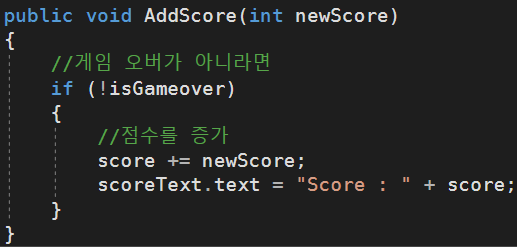 public void AddScore(int newScore)
{
//게임 오버가 아니라면
if (!isGameover)
{
//점수를 증가
score += newScore;
scoreText.text = "Score : " + score;
}
}